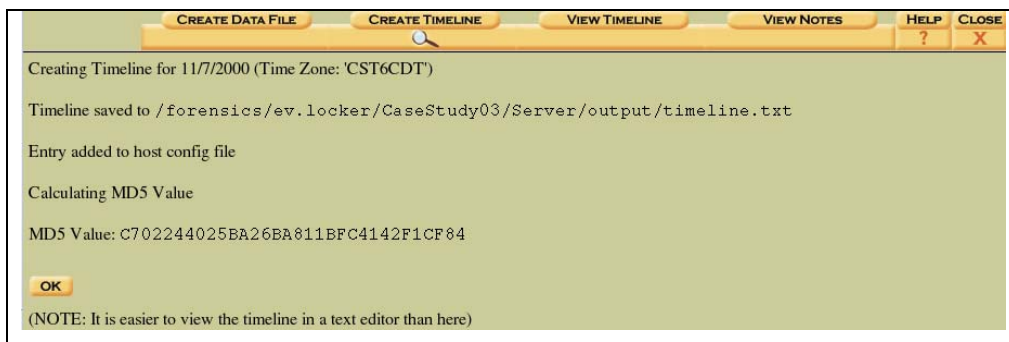 CREATE DATA FILE CREATE TIMELINE VIEW TIMELINE VIEW NOTES HELP CLOSE
? X
Creating Timeline for 11/7/2000 (Time Zone: 'CST6CDT')
Timeline saved to /forensics/ev.locker/CaseStudy03/Server/output/timeline.txt
Entry added to host config file
Calculating MD5 Value
MD5 Value: C702244025BA26BA811BFC4142F1CF84
OK
(NOTE: It is easier to view the timeline in a text editor than here)